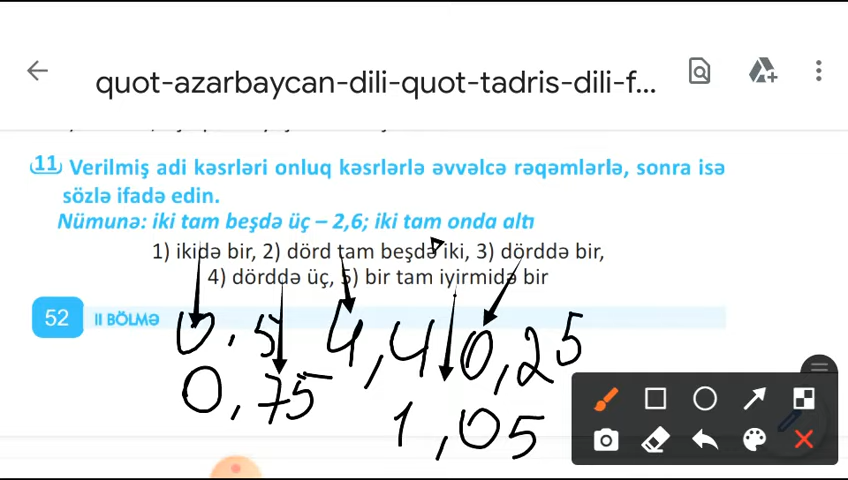 quot-azarbaycan-dili-quot-tadris-dili-f...
11 Verilmiş adi kəsrləri onluq kəsrlərlə əvvəlcə rəqəmlərlə, sonra isə
sözlə ifadə edin.
Nümunə: iki tam beşdə üç – 2,6; iki tam onda altı
1) ikidə bir, 2) dörd tam beşdə iki, 3) dörddə bir,
4) dörddə üç, 5) bir tam iyirmidə bir
52 II BÖLMƏ
0,5 4,4 0,25
0,75 1,05